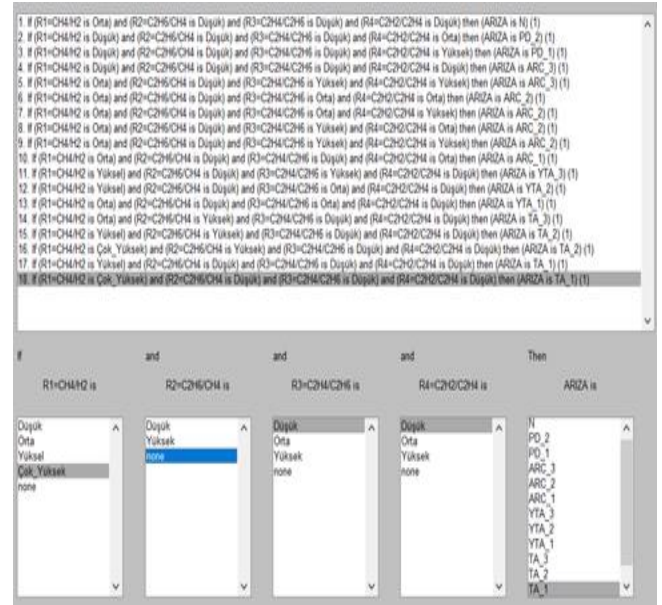 1. If (R1=CH4/H2 is Orta) and (R2=C2H6/CH4 is Düşük) and (R3=C2H4/C2H6 is Düşük) and (R4=C2H2/C2H4 is Düşük) then (ARIZA is N) (1)
2. If (R1=CH4/H2 is Düşük) and (R2=C2H6/CH4 is Düşük) and (R3=C2H4/C2H6 is Düşük) and (R4=C2H2/C2H4 is Orta) then (ARIZA is PD_2) (1)
3. If (R1=CH4/H2 is Düşük) and (R2=C2H6/CH4 is Düşük) and (R3=C2H4/C2H6 is Düşük) and (R4=C2H2/C2H4 is Yüksek) then (ARIZA is PD_1) (1)
4. If (R1=CH4/H2 is Düşük) and (R2=C2H6/CH4 is Düşük) and (R3=C2H4/C2H6 is Düşük) and (R4=C2H2/C2H4 is Düşük) then (ARIZA is ARC_3) (1)
5. If (R1=CH4/H2 is Orta) and (R2=C2H6/CH4 is Düşük) and (R3=C2H4/C2H6 is Yüksek) and (R4=C2H2/C2H4 is Yüksek) then (ARIZA is ARC_3) (1)
6. If (R1=CH4/H2 is Orta) and (R2=C2H6/CH4 is Düşük) and (R3=C2H4/C2H6 is Orta) and (R4=C2H2/C2H4 is Orta) then (ARIZA is ARC_2) (1)
7. If (R1=CH4/H2 is Orta) and (R2=C2H6/CH4 is Düşük) and (R3=C2H4/C2H6 is Orta) and (R4=C2H2/C2H4 is Yüksek) then (ARIZA is ARC_2) (1)
8. If (R1=CH4/H2 is Orta) and (R2=C2H6/CH4 is Düşük) and (R3=C2H4/C2H6 is Yüksek) and (R4=C2H2/C2H4 is Orta) then (ARIZA is ARC_2) (1)
9. If (R1=CH4/H2 is Orta) and (R2=C2H6/CH4 is Düşük) and (R3=C2H4/C2H6 is Yüksek) and (R4=C2H2/C2H4 is Yüksek) then (ARIZA is ARC_2) (1)
10. If (R1=CH4/H2 is Orta) and (R2=C2H6/CH4 is Düşük) and (R3=C2H4/C2H6 is Düşük) and (R4=C2H2/C2H4 is Orta) then (ARIZA is ARC_1) (1)
11. If (R1=CH4/H2 is Yüksel) and (R2=C2H6/CH4 is Düşük) and (R3=C2H4/C2H6 is Yüksek) and (R4=C2H2/C2H4 is Düşük) then (ARIZA is YTA_3) (1)
12. If (R1=CH4/H2 is Yüksel) and (R2=C2H6/CH4 is Düşük) and (R3=C2H4/C2H6 is Orta) and (R4=C2H2/C2H4 is Düşük) then (ARIZA is YTA_2) (1)
13. If (R1=CH4/H2 is Orta) and (R2=C2H6/CH4 is Düşük) and (R3=C2H4/C2H6 is Orta) and (R4=C2H2/C2H4 is Düşük) then (ARIZA is YTA_1) (1)
14. If (R1=CH4/H2 is Orta) and (R2=C2H6/CH4 is Yüksek) and (R3=C2H4/C2H6 is Düşük) and (R4=C2H2/C2H4 is Düşük) then (ARIZA is TA_3) (1)
15. If (R1=CH4/H2 is Yüksel) and (R2=C2H6/CH4 is Yüksek) and (R3=C2H4/C2H6 is Düşük) and (R4=C2H2/C2H4 is Düşük) then (ARIZA is TA_2) (1)
16. If (R1=CH4/H2 is Çok_Yüksek) and (R2=C2H6/CH4 is Yüksek) and (R3=C2H4/C2H6 is Düşük) and (R4=C2H2/C2H4 is Düşük) then (ARIZA is TA_2) (1)
17. If (R1=CH4/H2 is Yüksel) and (R2=C2H6/CH4 is Düşük) and (R3=C2H4/C2H6 is Düşük) and (R4=C2H2/C2H4 is Düşük) then (ARIZA is TA_1) (1)
18. If (R1=CH4/H2 is Çok_Yüksek) and (R2=C2H6/CH4 is Düşük) and (R3=C2H4/C2H6 is Düşük) and (R4=C2H2/C2H4 is Düşük) then (ARIZA is TA_1) (1)
If and and and Then
R1=CH4/H2 is R2=C2H6/CH4 is R3=C2H4/C2H6 is R4=C2H2/C2H4 is ARIZA is
Düşük
Orta
Yüksel
Çok_Yüksek
none
Düşük
Yüksek
none
Düşük
Orta
Yüksek
none
Düşük
Orta
Yüksek
none
N
PD_2
PD_1
ARC_3
ARC_2
ARC_1
YTA_3
YTA_2
YTA_1
TA_3
TA_2
TA_1